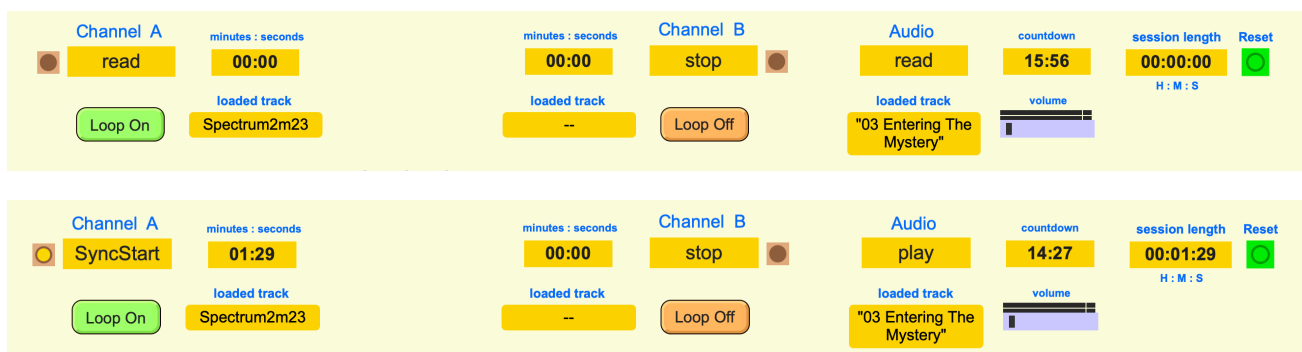 Channel A
minutes : seconds
read
00:00
loaded track
Loop On
Spectrum2m23
Channel B
minutes : seconds
00:00
stop
loaded track
--
Loop Off
Audio
countdown
session length
Reset
read
15:56
00:00:00
H : M : S
loaded track
volume
"03 Entering The
Mystery"
Channel A
minutes : seconds
SyncStart
01:29
loaded track
Loop On
Spectrum2m23
Channel B
minutes : seconds
00:00
stop
loaded track
--
Loop Off
Audio
countdown
session length
Reset
play
14:27
00:01:29
H : M : S
loaded track
volume
"03 Entering The
Mystery"